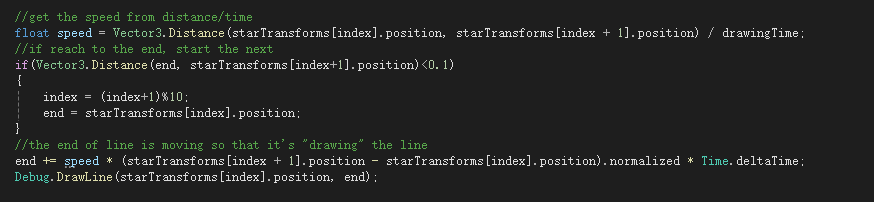 //get the speed from distance/time
float speed = Vector3.Distance(starTransforms[index].position, starTransforms[index + 1].position) / drawingTime;
//if reach to the end, start the next
if(Vector3.Distance(end, starTransforms[index+1].position)<0.1)
{
index = (index+1)%10;
end = starTransforms[index].position;
}
//the end of line is moving so that it's "drawing" the line
end += speed * (starTransforms[index + 1].position - starTransforms[index].position).normalized * Time.deltaTime;
Debug.DrawLine(starTransforms[index].position, end);